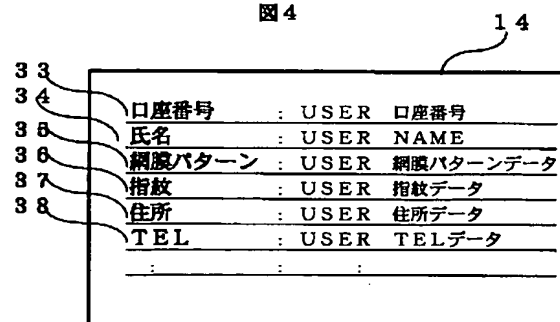 図4
14
33 口座番号 : USER 口座番号
34 氏名 : USER NAME
35 網膜パターン : USER 網膜パターンデータ
36 指紋 : USER 指紋データ
37 住所 : USER 住所データ
38 TEL : USER TELデータ
: : :